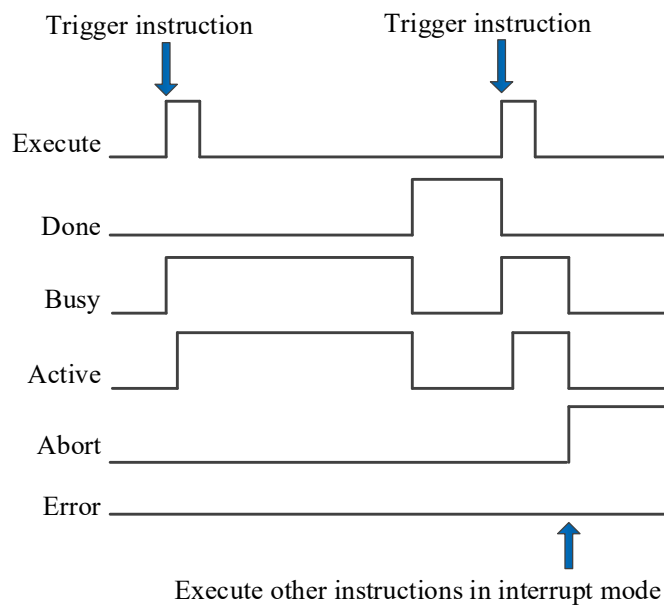 Trigger instruction
Trigger instruction
Execute
Done
Busy
Active
Abort
Error
Execute other instructions in interrupt mode